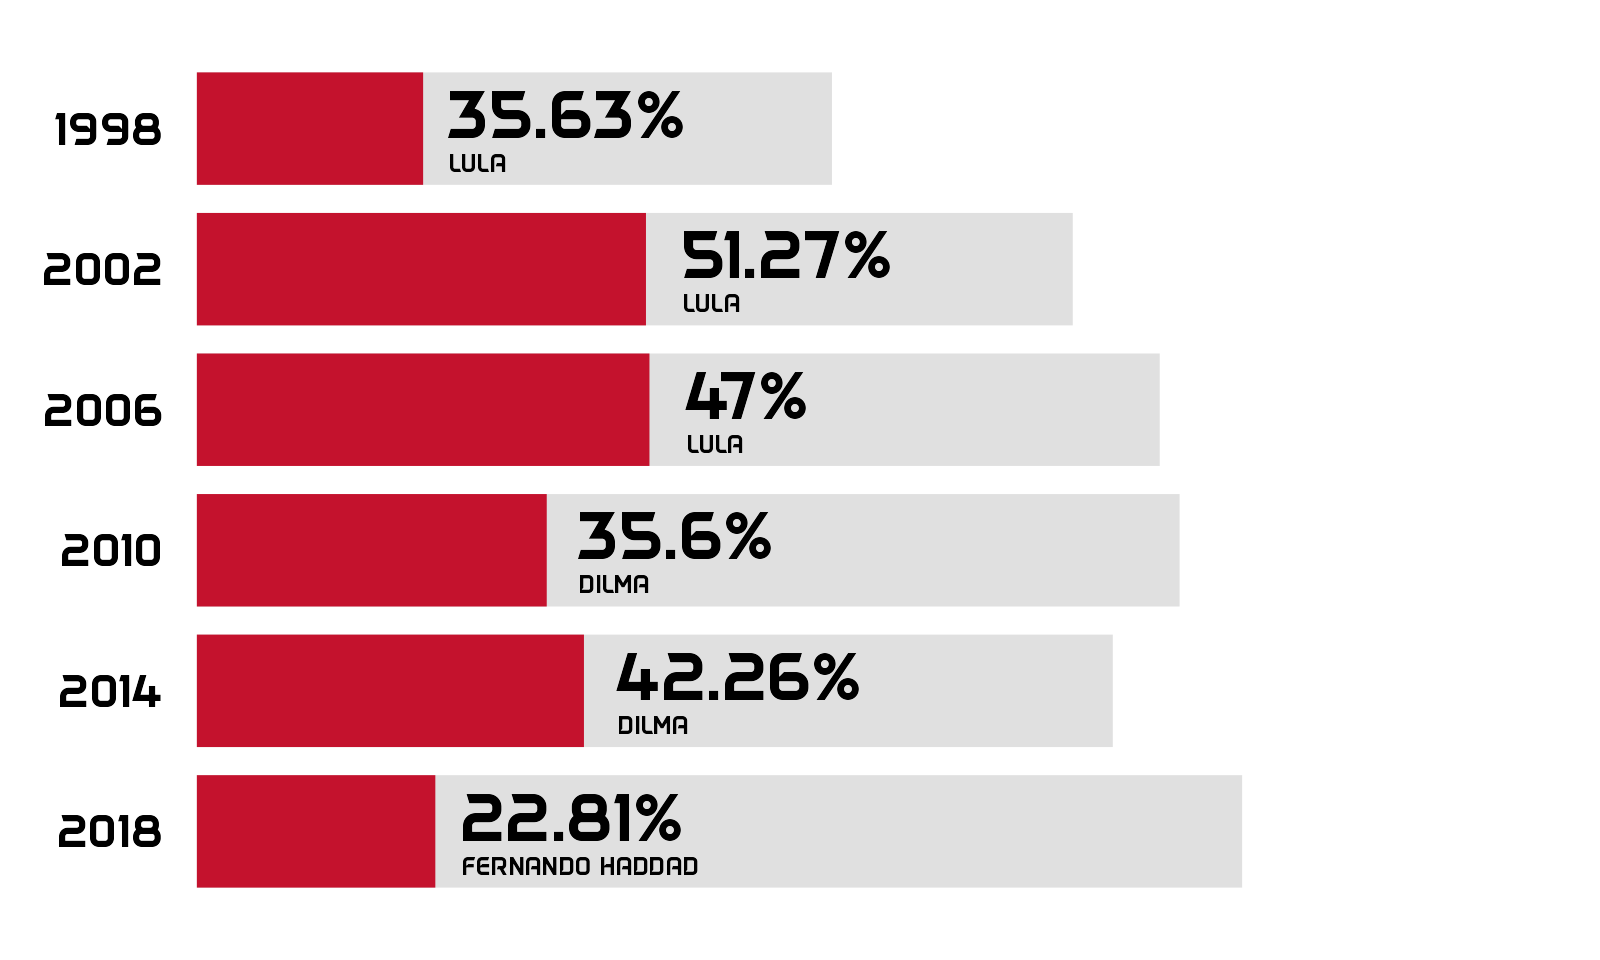 1998
35.63%
LULA
2002
51.27%
LULA
2006
47%
LULA
2010
35.6%
DILMA
2014
42.26%
DILMA
2018
22.81%
FERNANDO HADDAD